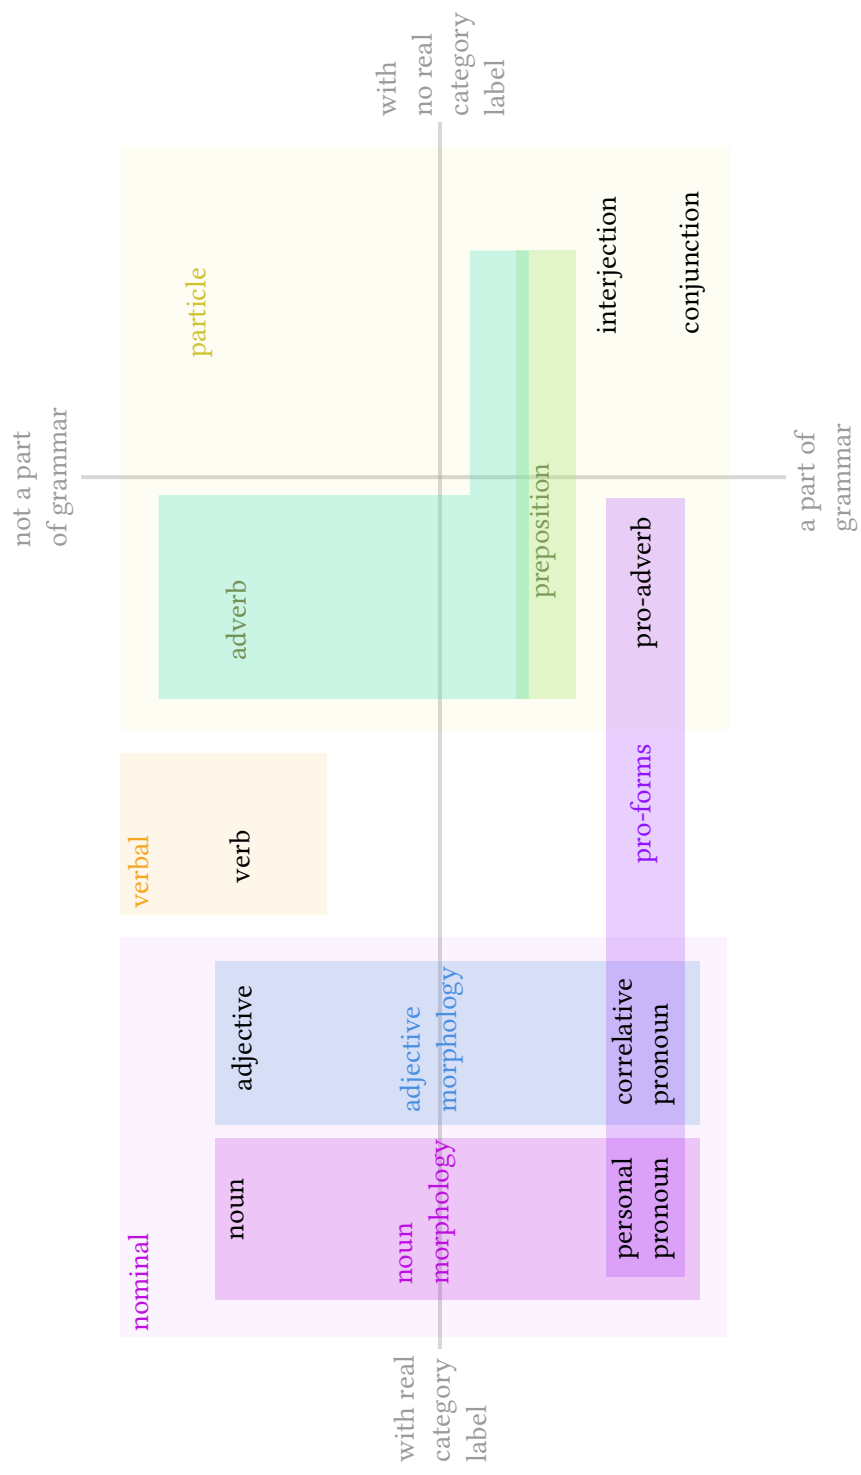 not a part
of grammar
nominal
verbal
particle
noun
adjective
verb
adverb
with real
category
label
noun
morphology
adjective
morphology
with
no real
category
label
preposition
interjection
personal
pronoun
correlative
pronoun
pro-forms
pro-adverb
conjunction
a part of
grammar